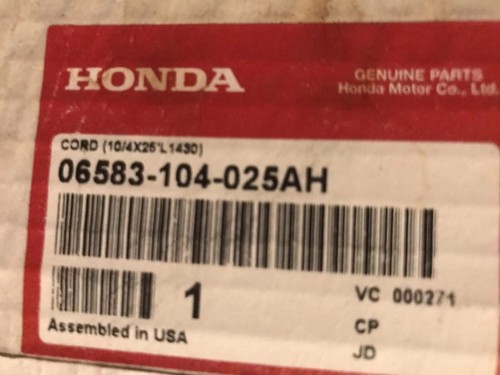 HONDA
GENUINE PARTS
Honda Motor Co., Ltd.
CORD (10/4X25'L1430)
06583-104-025AH
1
VC 000271
Assembled in USA
CP
JD